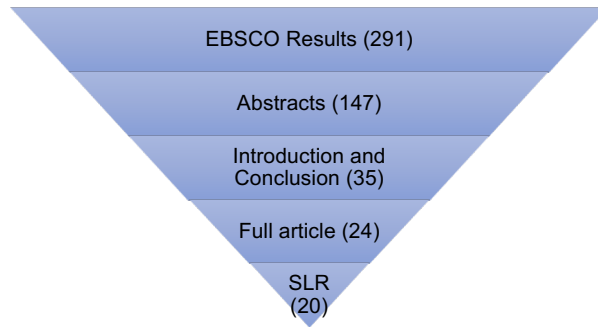 EBSCO Results (291)
Abstracts (147)
Introduction and
Conclusion (35)
Full article (24)
SLR
(20)